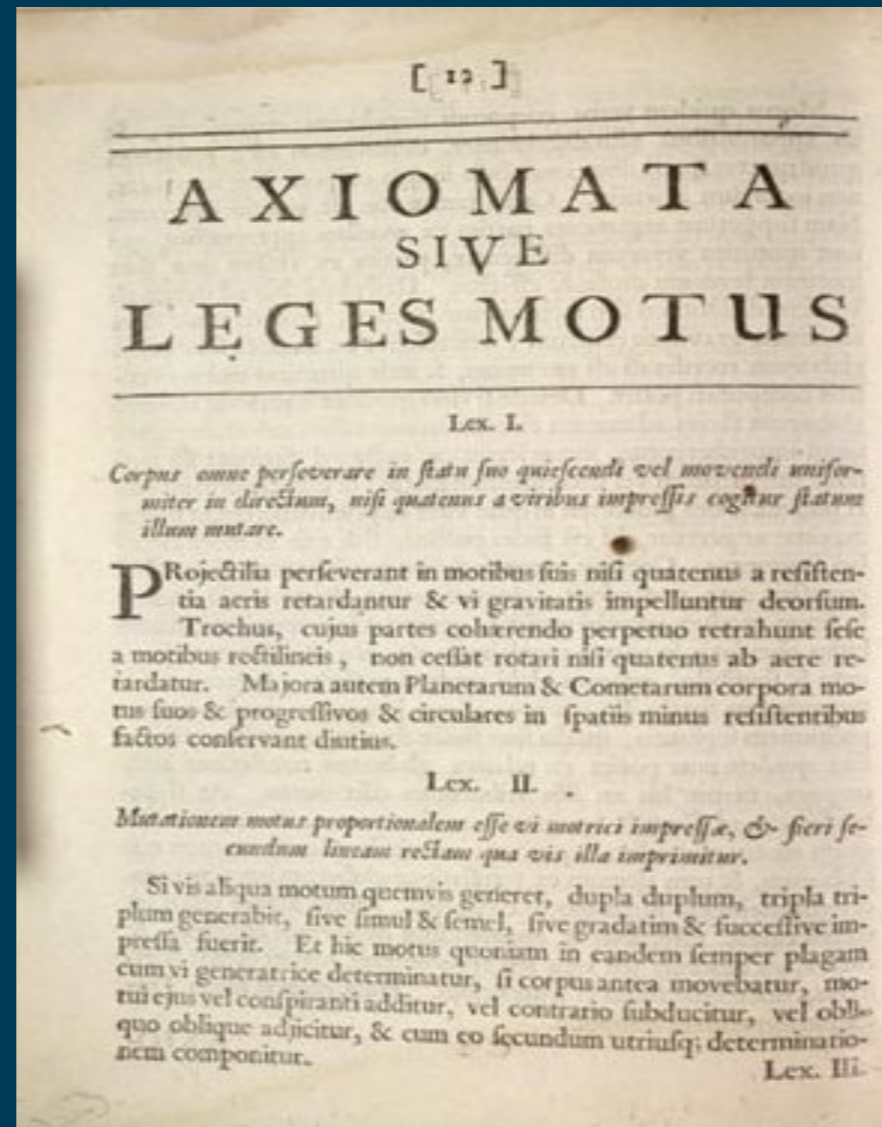 [ 12 ]
AXIOMATA
SIVE
LEGES MOTUS
Lex. I.
Corpus omne perſeverare in ſtatu ſuo quieſcendi vel movendi unifor-
miter in directum, niſi quatenus a viribus impreſſis cogitur ſtatum
illum mutare.
PRojectilia perſeverant in motibus ſuis niſi quatenus a reſiſten-
tia aeris retardantur & vi gravitatis impelluntur deorſum.
Trochus, cujus partes cohærendo perpetuo retrahunt ſeſe
a motibus rectilineis, non ceſſat rotari niſi quatenus ab aere re-
tardatur. Majora autem Planetarum & Cometarum corpora mo-
tus ſuos & progreſſivos & circulares in ſpatiis minus reſiſtentibus
factos conſervant diutius.
Lex. II.
Mutationem motus proportionalem eſſe vi motrici impreſſæ, & fieri ſe-
cundum lineam rectam qua vis illa imprimitur.
Si vis aliqua motum quemvis generet, dupla duplum, tripla tri-
plum generabit, ſive ſimul & ſemel, ſive gradatim & ſucceſſive im-
preſſa fuerit. Et hic motus quoniam in eandem ſemper plagam
cum vi generatrice determinatur, ſi corpus antea movebatur, mo-
tui ejus vel conſpiranti additur, vel contrario ſubducitur, vel obli-
quo oblique adjicitur, & cum eo ſecundum utriuſq; determinatio-
nem componitur.
Lex. III.